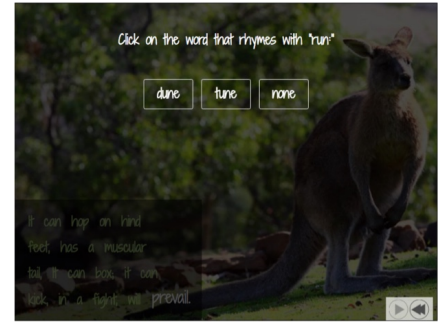 Click on the word that rhymes with "run:"
dune tune none
It can hop on hind
feet, has a muscular
tail, it can box, it can
kick, in a fight, will prevail.